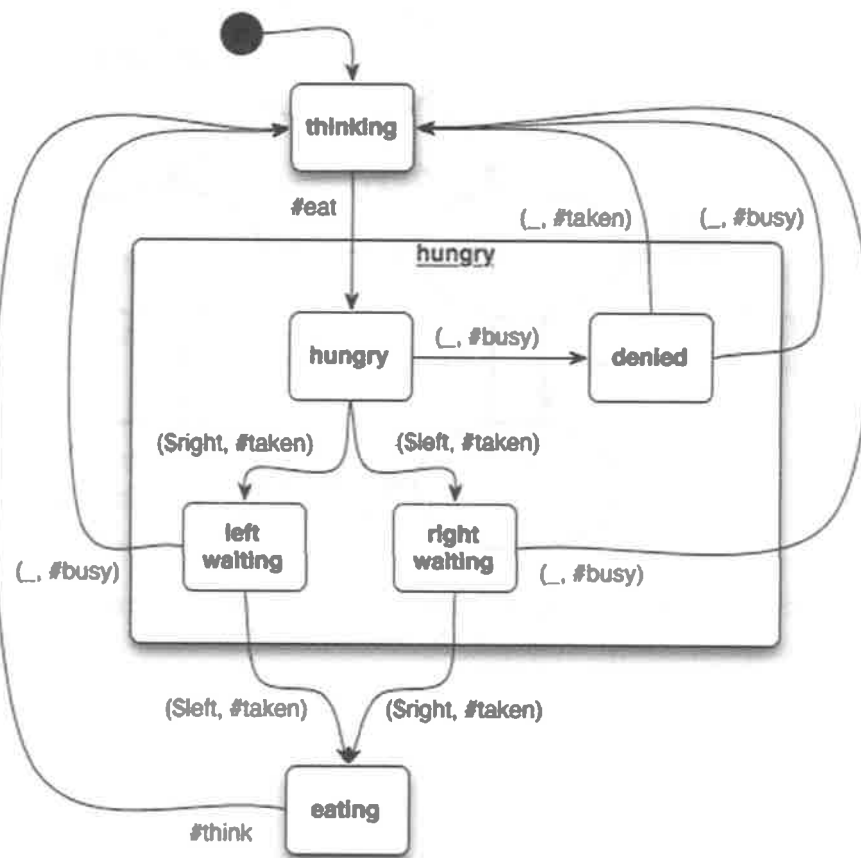 thinking
#eat
(_, #taken)
(_, #busy)
hungry
hungry
(_, #busy)
denied
($right, #taken)
($left, #taken)
left
waiting
right
waiting
(_, #busy)
(_, #busy)
($left, #taken)
($right, #taken)
eating
#think